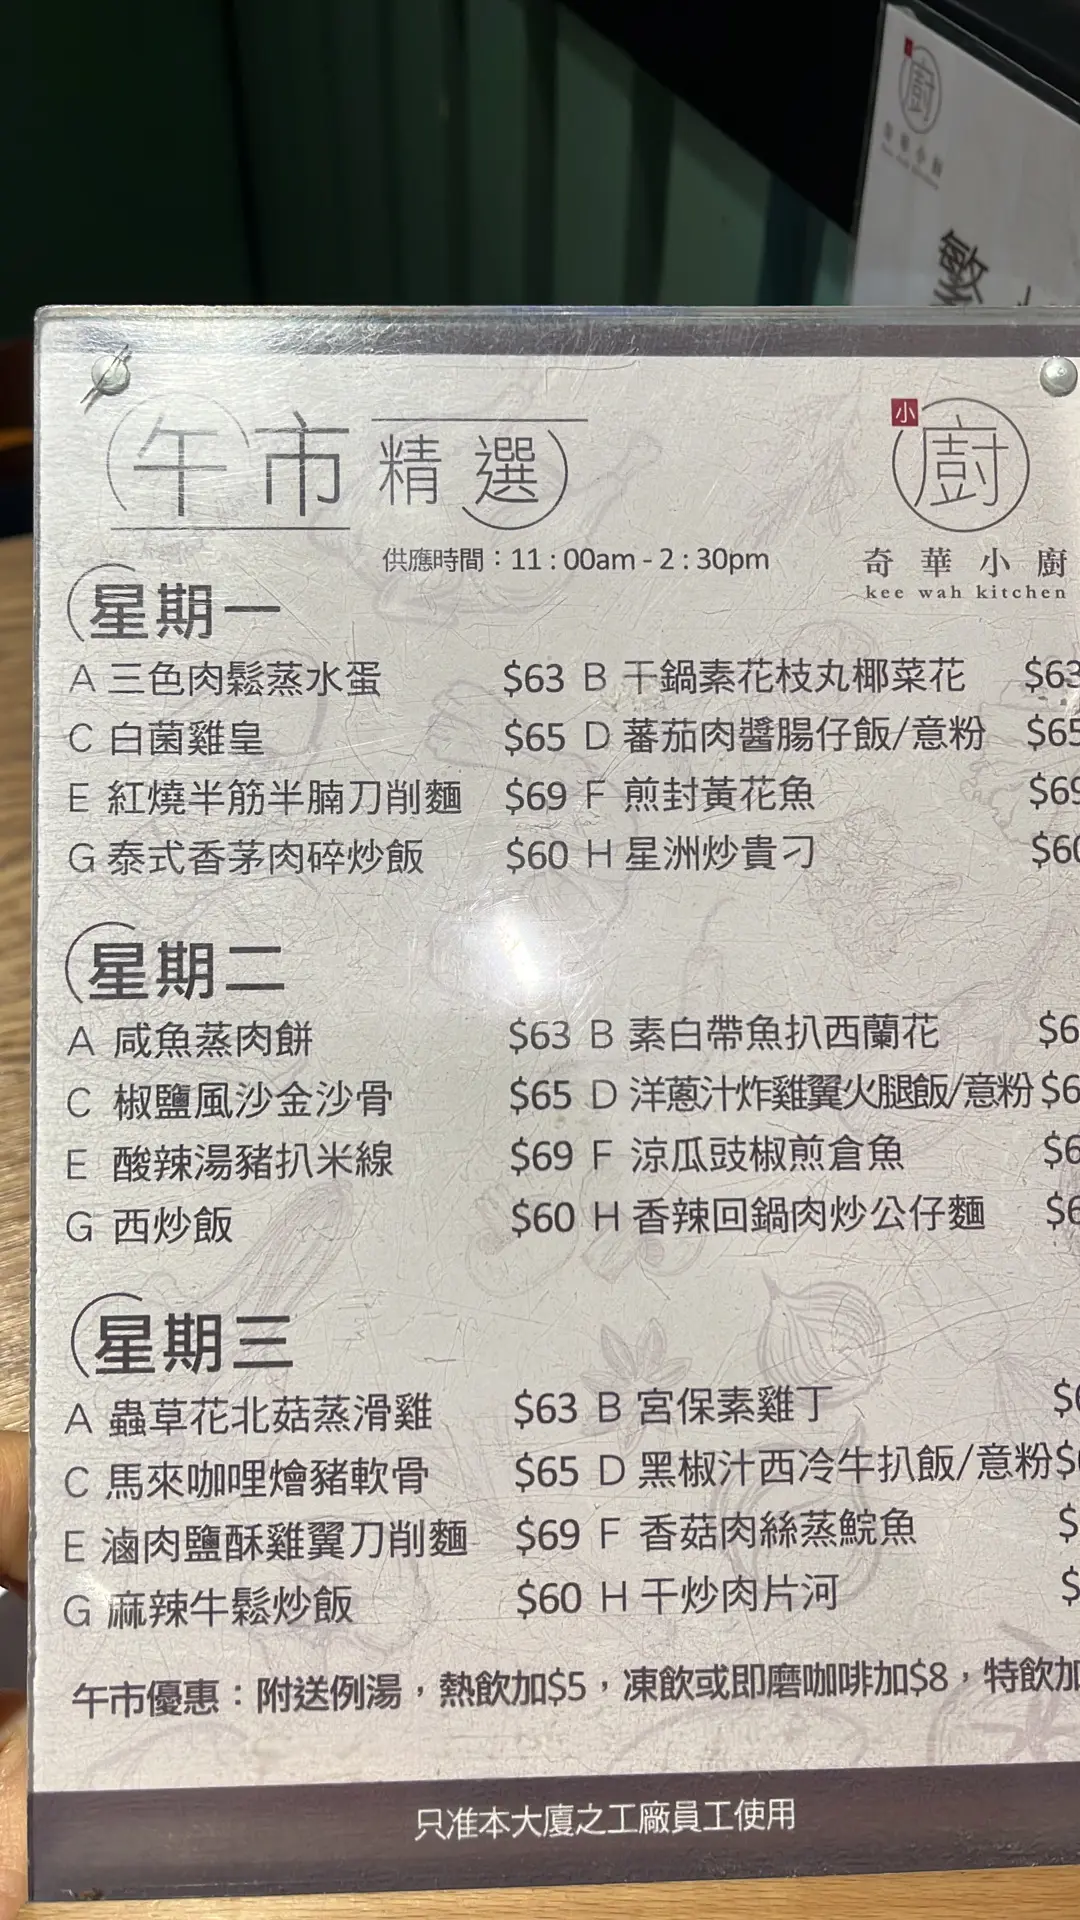 廚
繁
午市精選
小
廚
供應時間：11 : 00am - 2 : 30pm
奇華小廚
kee wah kitchen
星期一
A 三色肉鬆蒸水蛋 $63 B 干鍋素花枝丸椰菜花 $63
C 白菌雞皇 $65 D 蕃茄肉醬腸仔飯/意粉 $65
E 紅燒半筋半腩刀削麵 $69 F 煎封黃花魚 $69
G 泰式香茅肉碎炒飯 $60 H 星洲炒貴刁 $60
星期二
A 咸魚蒸肉餅 $63 B 素白帶魚扒西蘭花 $6
C 椒鹽風沙金沙骨 $65 D 洋蔥汁炸雞翼火腿飯/意粉 $6
E 酸辣湯豬扒米線 $69 F 涼瓜豉椒煎倉魚 $6
G 西炒飯 $60 H 香辣回鍋肉炒公仔麵 $6
星期三
A 蟲草花北菇蒸滑雞 $63 B 宮保素雞丁 $
C 馬來咖哩燴豬軟骨 $65 D 黑椒汁西冷牛扒飯/意粉 $
E 滷肉鹽酥雞翼刀削麵 $69 F 香菇肉絲蒸鯇魚 $
G 麻辣牛鬆炒飯 $60 H 干炒肉片河 $
午市優惠：附送例湯，熱飲加$5，凍飲或即磨咖啡加$8，特飲加
只准本大廈之工廠員工使用